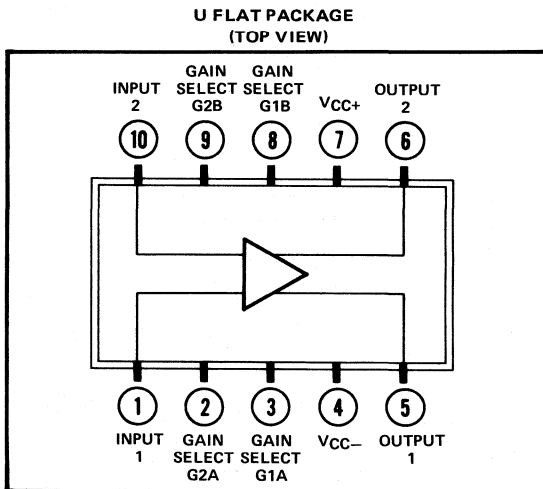 U FLAT PACKAGE
(TOP VIEW)
INPUT 2
GAIN SELECT G2B
GAIN SELECT G1B
VCC+
OUTPUT 2
10 9 8 7 6
1 2 3 4 5
INPUT 1
GAIN SELECT G2A
GAIN SELECT G1A
VCC–
OUTPUT 1